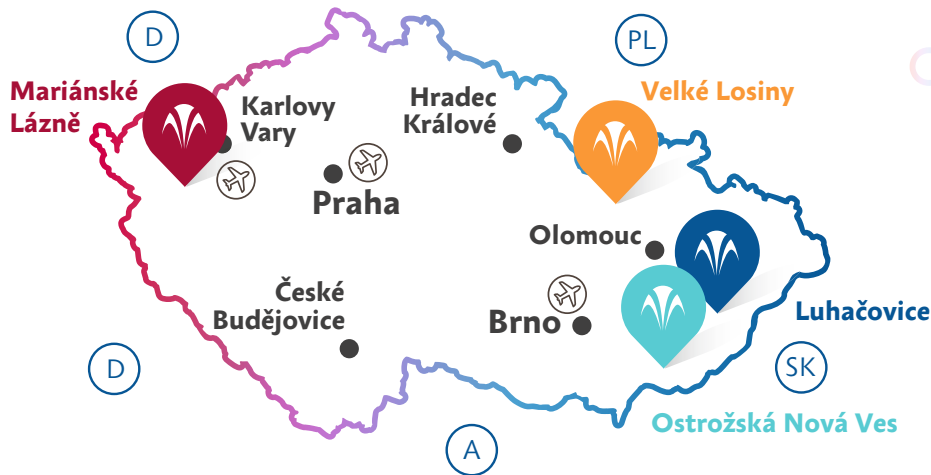 D
PL
Mariánské
Lázně
Karlovy
Vary
Hradec
Králové
Velké Losiny
Praha
Olomouc
České
Budějovice
Brno
Luhačovice
D
SK
Ostrožská Nová Ves
A